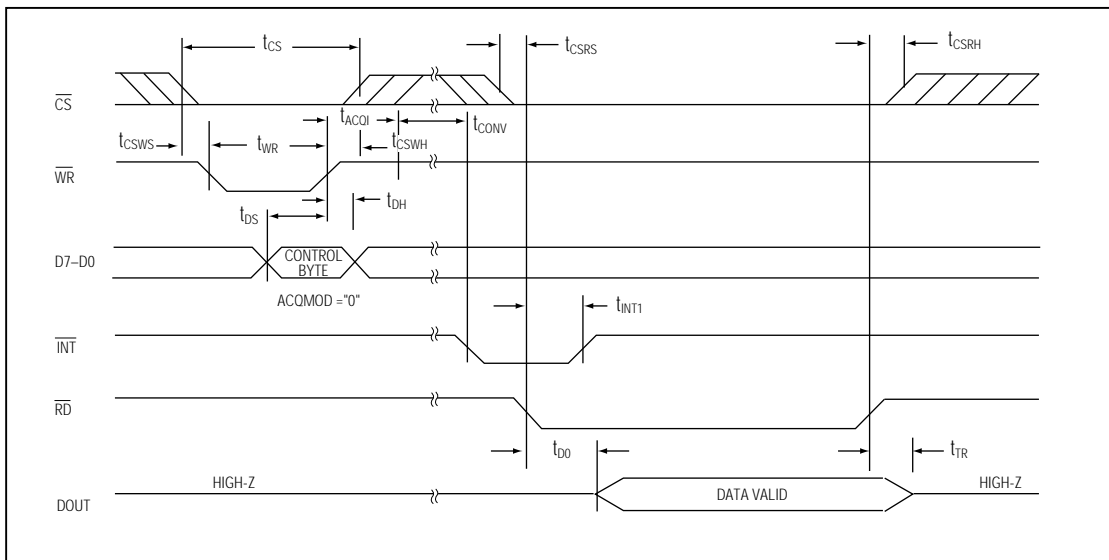 tCS
tCSRS
tCSRH
CS
tACQI
tCONV
tCSWS
tWR
tCSWH
WR
tDS
tDH
D7–D0
CONTROL
BYTE
ACQMOD ="0"
tINT1
INT
RD
tD0
tTR
HIGH-Z
DATA VALID
HIGH-Z
DOUT